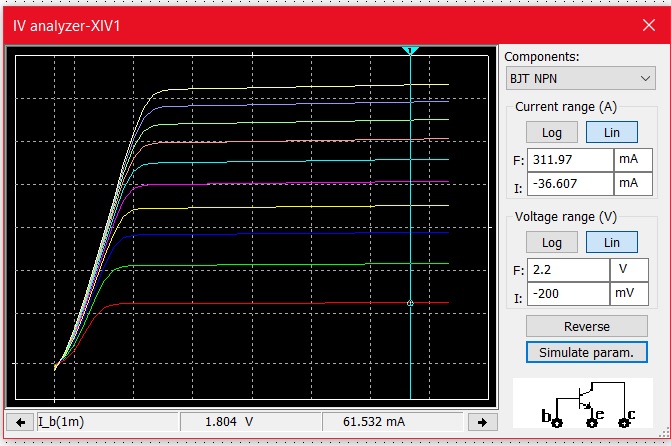 IV analyzer-XIV1
1
Components:
BJT NPN
Current range (A)
Log Lin
F: 311.97 mA
I: -36.607 mA
Voltage range (V)
Log Lin
F: 2.2 V
I: -200 mV
Reverse
Simulate param.
b e c
I_b(1m) 1.804 V 61.532 mA